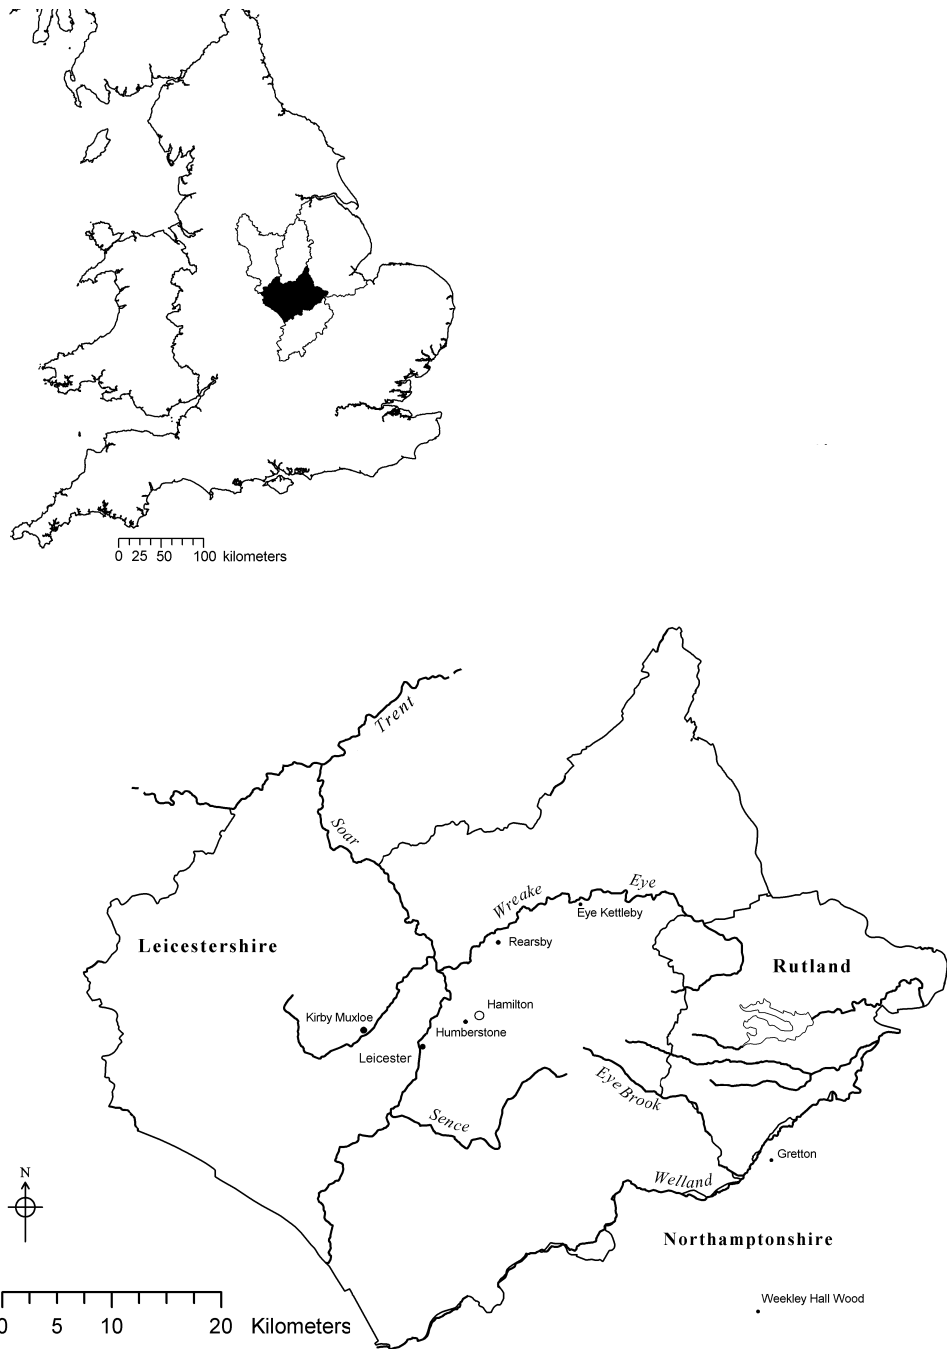 0 25 50 100 kilometers
Trent
Soar
Wreake
Eye
Eye Kettleby
Rearsby
Leicestershire
Rutland
Hamilton
Kirby Muxloe
Humberstone
Leicester
Eye Brook
Sence
Gretton
N
Welland
Northamptonshire
Weekley Hall Wood
0 5 10 20 Kilometers